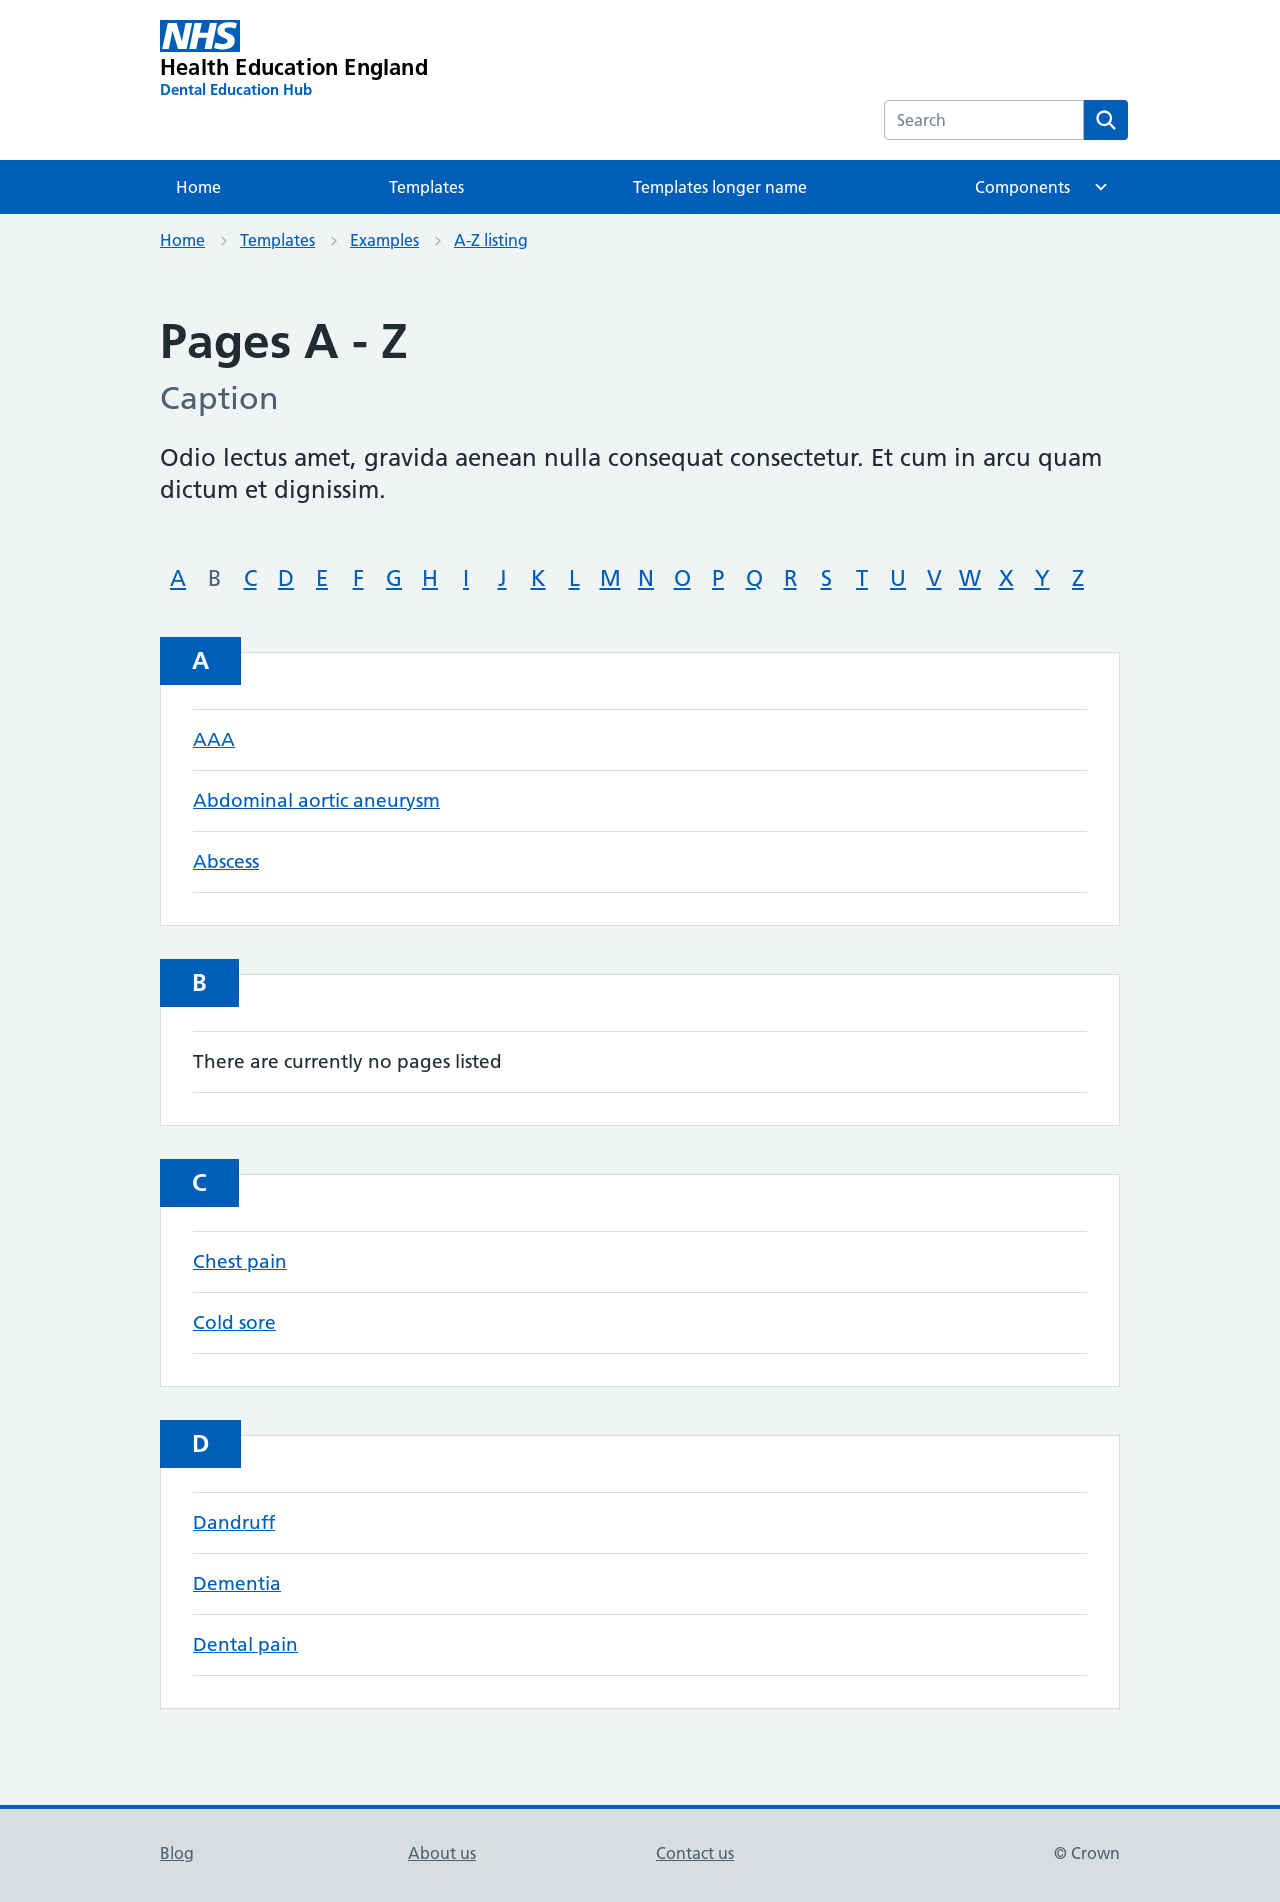 NHS
Health Education England
Dental Education Hub
Search
Home Templates Templates longer name Components
Home Templates Examples A-Z listing
Pages A - Z
Caption
Odio lectus amet, gravida aenean nulla consequat consectetur. Et cum in arcu quam
dictum et dignissim.
A B C D E F G H I J K L M N O P Q R S T U V W X Y Z
A
AAA
Abdominal aortic aneurysm
Abscess
B
There are currently no pages listed
C
Chest pain
Cold sore
D
Dandruff
Dementia
Dental pain
Blog About us Contact us © Crown